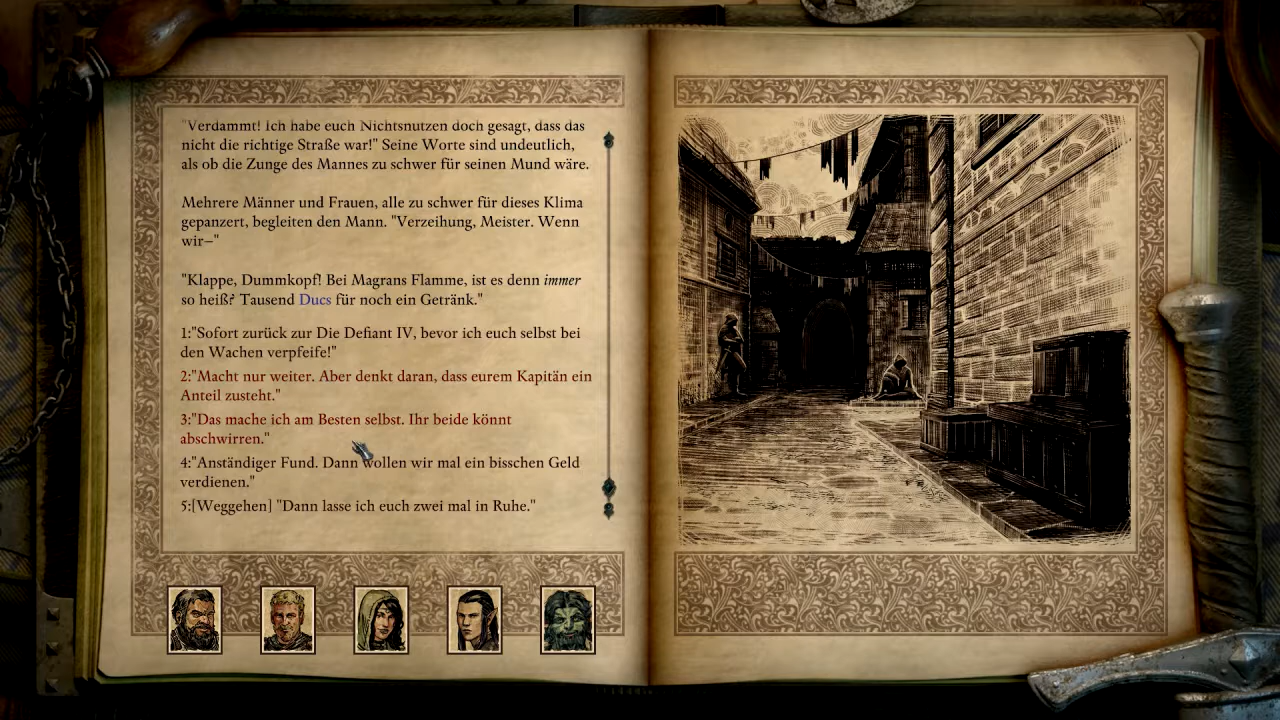 "Verdammt! Ich habe euch Nichtsnutzen doch gesagt, dass das
nicht die richtige Straße war!" Seine Worte sind undeutlich,
als ob die Zunge des Mannes zu schwer für seinen Mund wäre.
Mehrere Männer und Frauen, alle zu schwer für dieses Klima
gepanzert, begleiten den Mann. "Verzeihung, Meister. Wenn
wir–"
"Klappe, Dummkopf! Bei Magrans Flamme, ist es denn immer
so heiß? Tausend Ducs für noch ein Getränk."
1:"Sofort zurück zur Die Defiant IV, bevor ich euch selbst bei
den Wachen verpfeife!"
2:"Macht nur weiter. Aber denkt daran, dass eurem Kapitän ein
Anteil zusteht."
3:"Das mache ich am Besten selbst. Ihr beide könnt
abschwirren."
4:"Anständiger Fund. Dann wollen wir mal ein bisschen Geld
verdienen."
5:[Weggehen] "Dann lasse ich euch zwei mal in Ruhe."